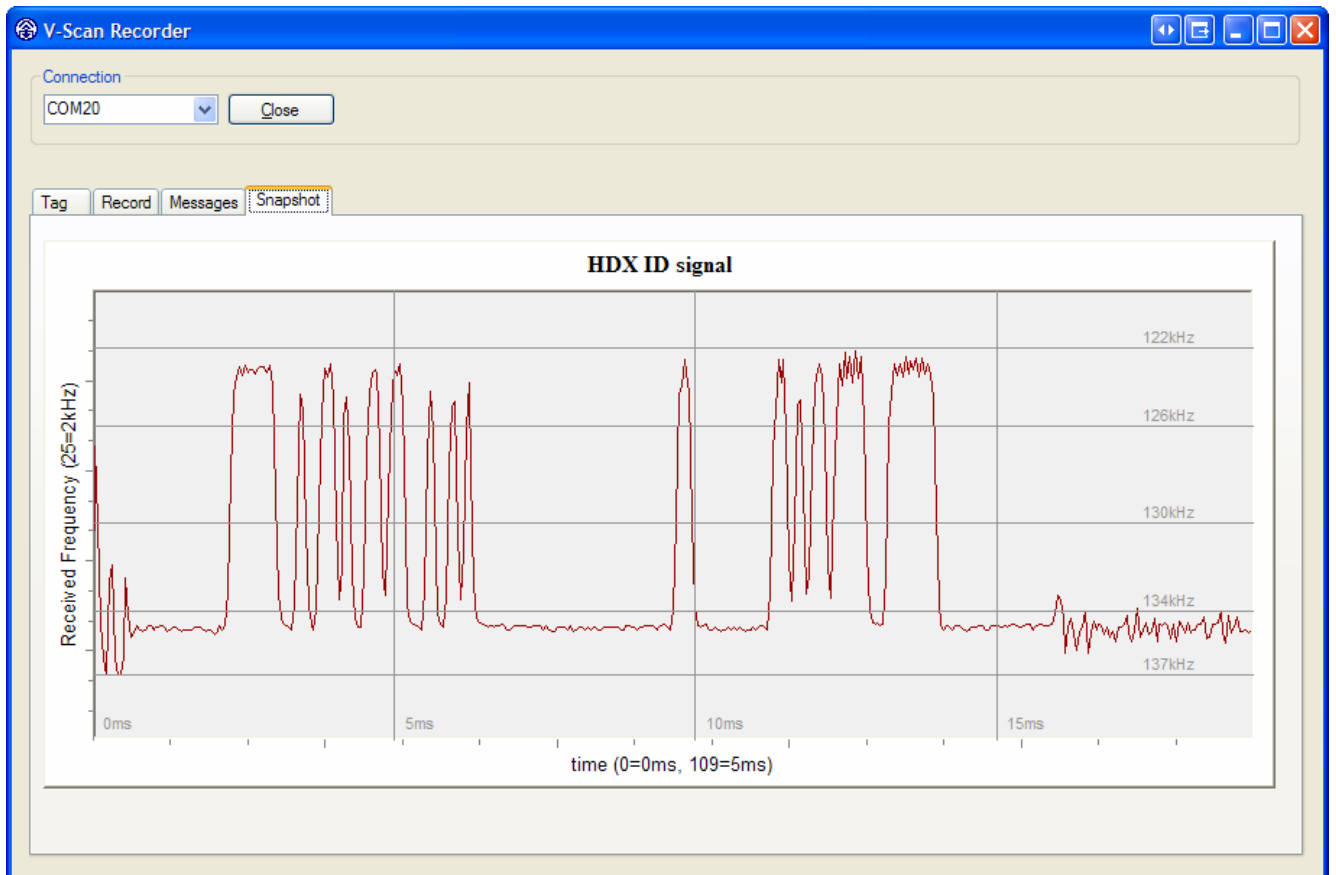 V-Scan Recorder
Connection
COM20 Close
Tag Record Messages Snapshot
HDX ID signal
122kHz
126kHz
130kHz
134kHz
137kHz
Received Frequency (25=2kHz)
0ms 5ms 10ms 15ms
time (0=0ms, 109=5ms)